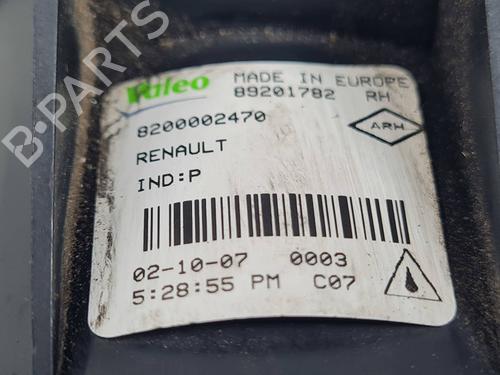 B-PARTS
Valeo MADE IN EUROPE
89201782 RH
8200002470
ARH
RENAULT
IND:P
02-10-07 0003
5:28:55 PM C07